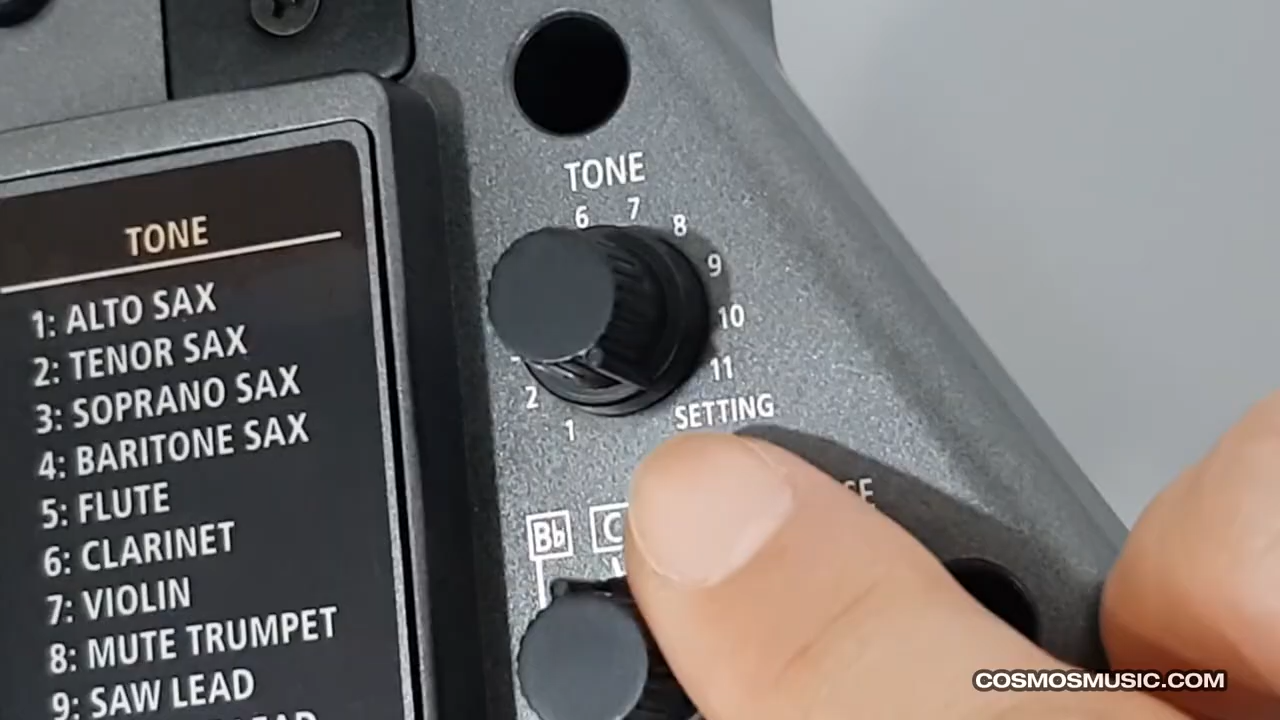 TONE
6
7
8
9
10
11
SETTING
2
1
Bb
C
TONE
1: ALTO SAX
2: TENOR SAX
3: SOPRANO SAX
4: BARITONE SAX
5: FLUTE
6: CLARINET
7: VIOLIN
8: MUTE TRUMPET
9: SAW LEAD
COSMOSMUSIC.COM